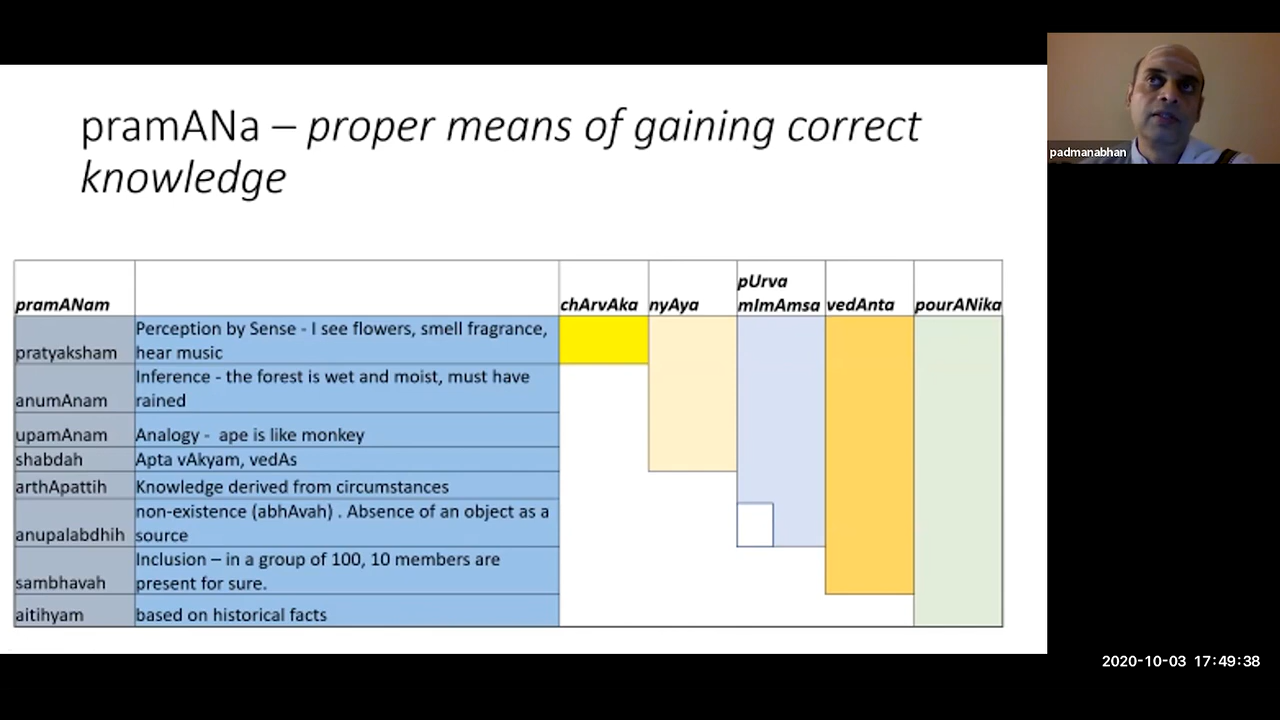 pramANa – proper means of gaining correct
knowledge
padmanabhan
pramANam
chArvAka
nyAya
pUrva
mImAmsa
vedAnta
pourANika
pratyaksham
Perception by Sense - I see flowers, smell fragrance,
hear music
anumAnam
Inference - the forest is wet and moist, must have
rained
upamAnam
Analogy - ape is like monkey
shabdah
Apta vAkyam, vedAs
arthApattih
Knowledge derived from circumstances
anupalabdhih
non-existence (abhAvah) . Absence of an object as a
source
sambhavah
Inclusion – in a group of 100, 10 members are
present for sure.
aitihyam
based on historical facts
2020-10-03 17:49:38